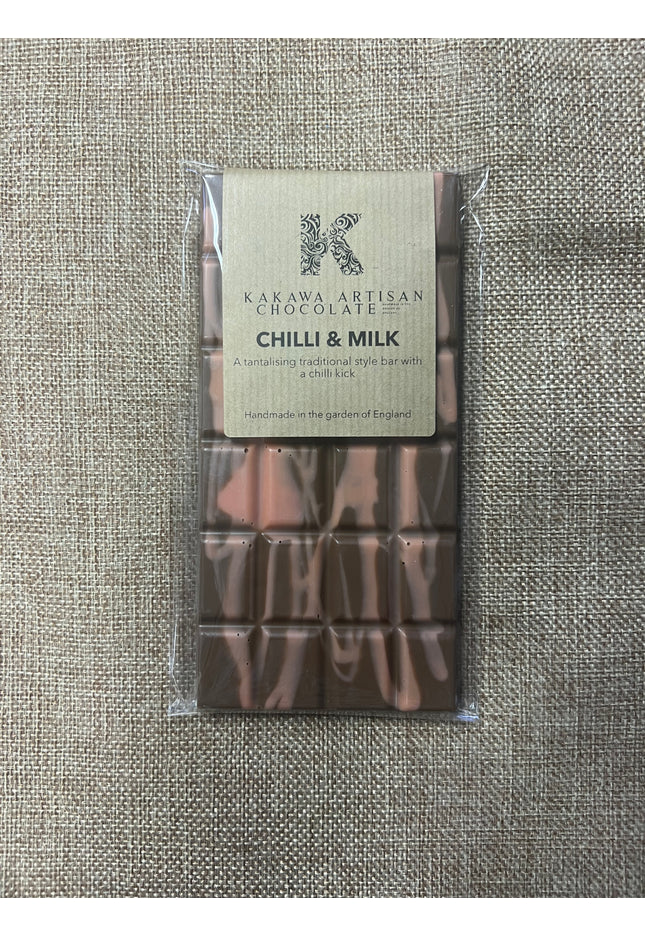 K
KAKAWA ARTISAN
CHOCOLATE
CHILLI & MILK
A tantalising traditional style bar with
a chilli kick
Handmade in the garden of England